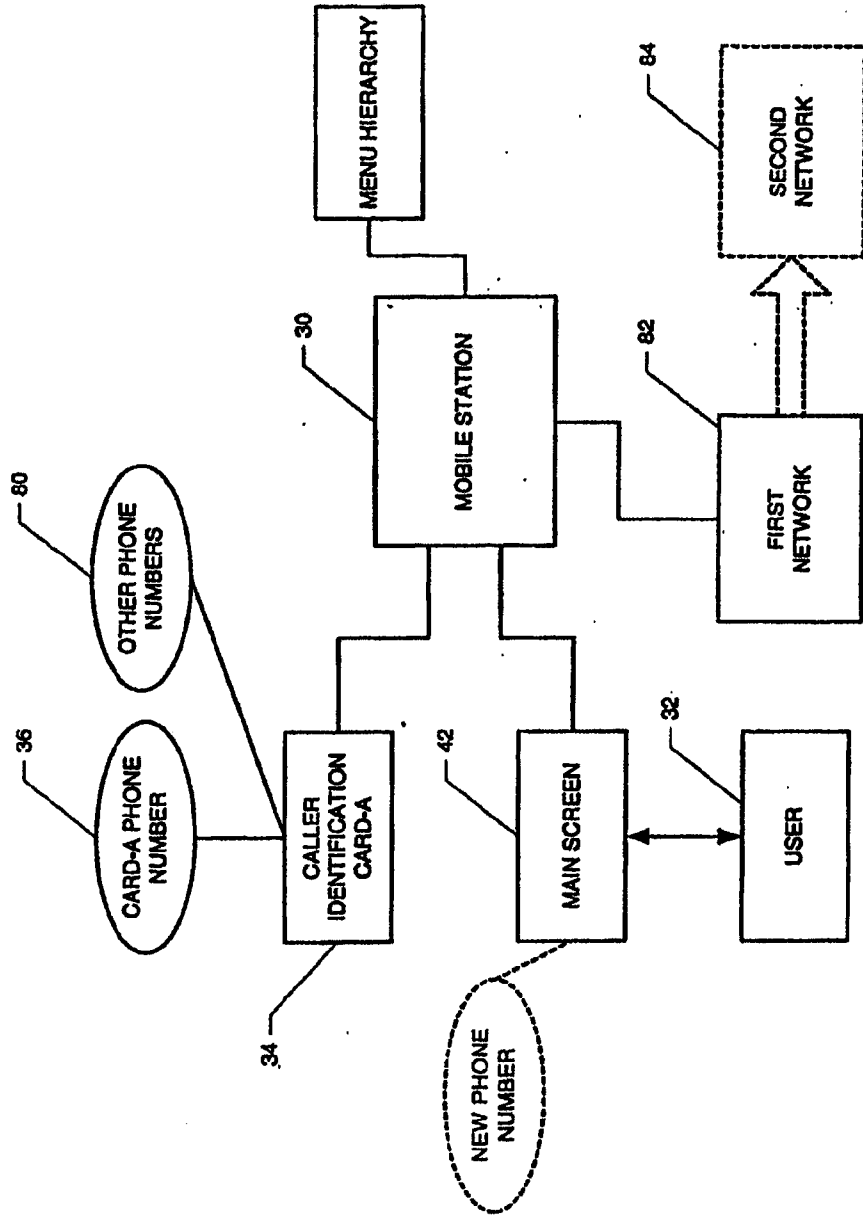 36
CARD-A PHONE
NUMBER
80
OTHER PHONE
NUMBERS
34
CALLER
IDENTIFICATION
CARD-A
30
MOBILE STATION
MENU HIERARCHY
NEW PHONE
NUMBER
42
MAIN SCREEN
32
USER
82
FIRST
NETWORK
84
SECOND
NETWORK